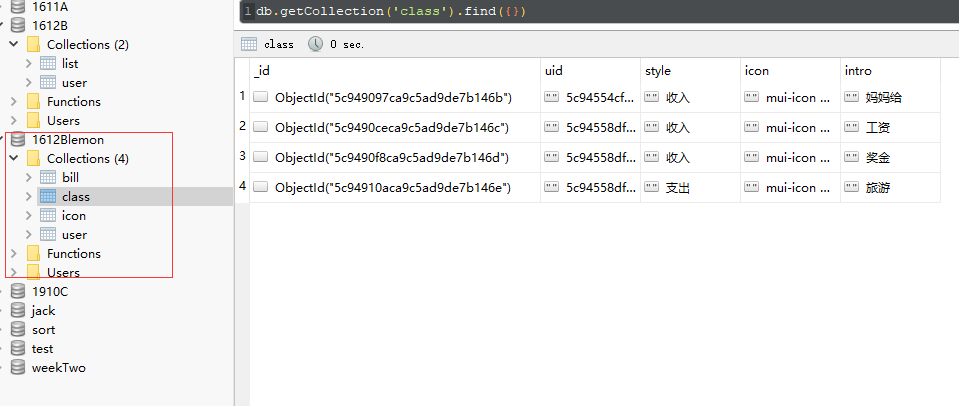 1611A
1612B
Collections (2)
list
user
Functions
Users
1612Blemon
Collections (4)
bill
class
icon
user
Functions
Users
1910C
jack
sort
test
weekTwo
1 db.getCollection('class').find({})
class 0 sec.
_id uid style icon intro
1 ObjectId("5c949097ca9c5ad9de7b146b") "" 5c94554cf... "" 收入 "" mui-icon ... "" 妈妈给
2 ObjectId("5c9490ceca9c5ad9de7b146c") "" 5c94558df... "" 收入 "" mui-icon ... "" 工资
3 ObjectId("5c9490f8ca9c5ad9de7b146d") "" 5c94558df... "" 收入 "" mui-icon ... "" 奖金
4 ObjectId("5c94910aca9c5ad9de7b146e") "" 5c94558df... "" 支出 "" mui-icon ... "" 旅游